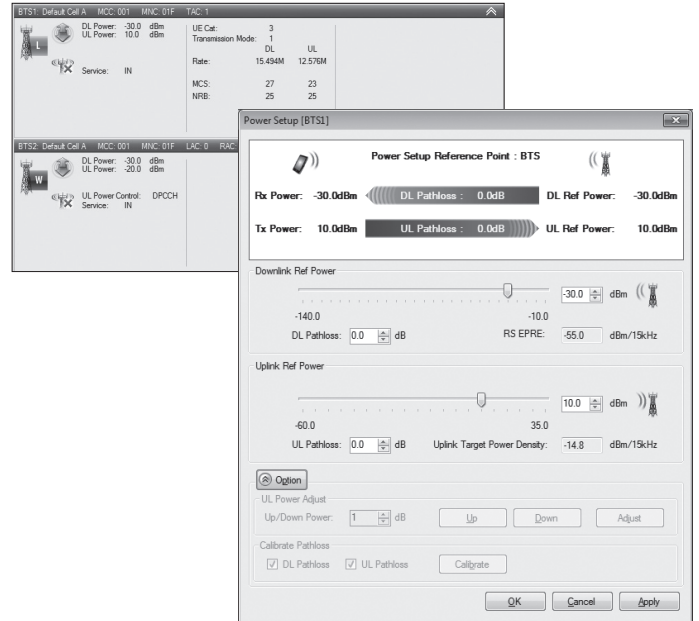 BTS1: Default Cell A MCC: 001 MNC: 01F TAC: 1
L
DL Power: -30.0 dBm
UL Power: 10.0 dBm
Service: IN
UE Cat: 3
Transmission Mode: 1
DL UL
Rate: 15.494M 12.576M
MCS: 27 23
NRB: 25 25
BTS2: Default Cell A MCC: 001 MNC: 01F LAC: 0 RAC
W
DL Power: -30.0 dBm
UL Power: -20.0 dBm
UL Power Control: DPCCH
Service: IN
Power Setup [BTS1]
Power Setup Reference Point : BTS
Rx Power: -30.0dBm DL Pathloss : 0.0dB DL Ref Power: -30.0dBm
Tx Power: 10.0dBm UL Pathloss : 0.0dB UL Ref Power: 10.0dBm
Downlink Ref Power
-30.0 dBm
-140.0 -10.0
DL Pathloss: 0.0 dB RS EPRE: -55.0 dBm/15kHz
Uplink Ref Power
10.0 dBm
-60.0 35.0
UL Pathloss: 0.0 dB Uplink Target Power Density: -14.8 dBm/15kHz
Option
UL Power Adjust
Up/Down Power: 1 dB Up Down Adjust
Calibrate Pathloss
DL Pathloss UL Pathloss Calibrate
OK Cancel Apply